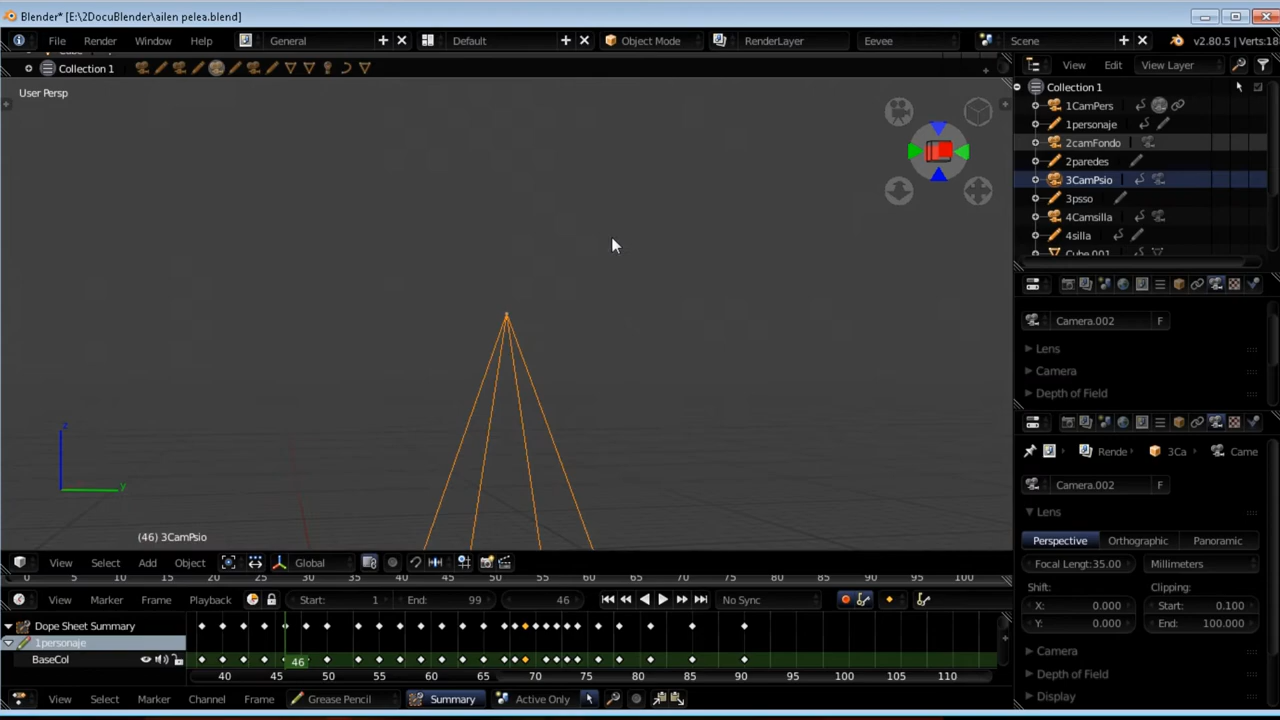 Blender* [E:\2DocuBlender\ailen pelea.blend]
File Render Window Help General Default Object Mode RenderLayer Eevee Scene v2.80.5 | Verts:18
Collection 1
View Edit View Layer
User Persp
Collection 1
1CamPers
1personaje
2camFondo
2paredes
3CamPsio
3psso
4Camsilla
4silla
Cube.001
Camera.002 F
Lens
Camera
Depth of Field
Rende 3Ca Came
Camera.002 F
Lens
Perspective Orthographic Panoramic
Focal Lengt:35.00 Millimeters
Shift: Clipping:
X: 0.000 Start: 0.100
Y: 0.000 End: 100.000
Camera
Depth of Field
Display
z
y
(46) 3CamPsio
View Select Add Object Global
0 5 10 15 20 25 30 35 40 45 50 55 60 65 70 75 80 85 90 95 100
View Marker Frame Playback Start: 1 End: 99 46 No Sync
Dope Sheet Summary
1personaje
BaseCol
46
40 45 50 55 60 65 70 75 80 85 90 95 100 105 110
View Select Marker Channel Frame Grease Pencil Summary Active Only